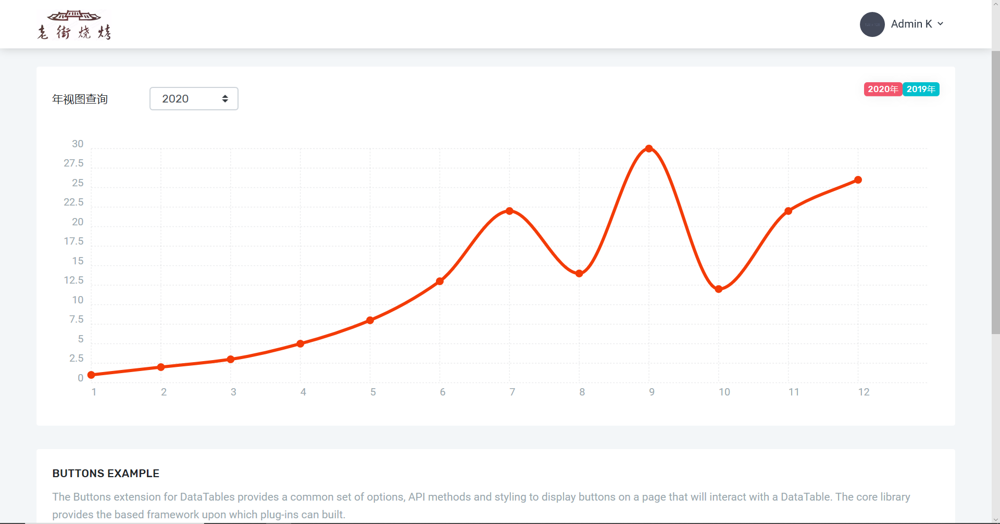 老街烧烤
Admin K
年视图查询
2020
2020年 2019年
30
27.5
25
22.5
20
17.5
15
12.5
10
7.5
5
2.5
0
1 2 3 4 5 6 7 8 9 10 11 12
BUTTONS EXAMPLE
The Buttons extension for DataTables provides a common set of options, API methods and styling to display buttons on a page that will interact with a DataTable. The core library
provides the based framework upon which plug-ins can built.